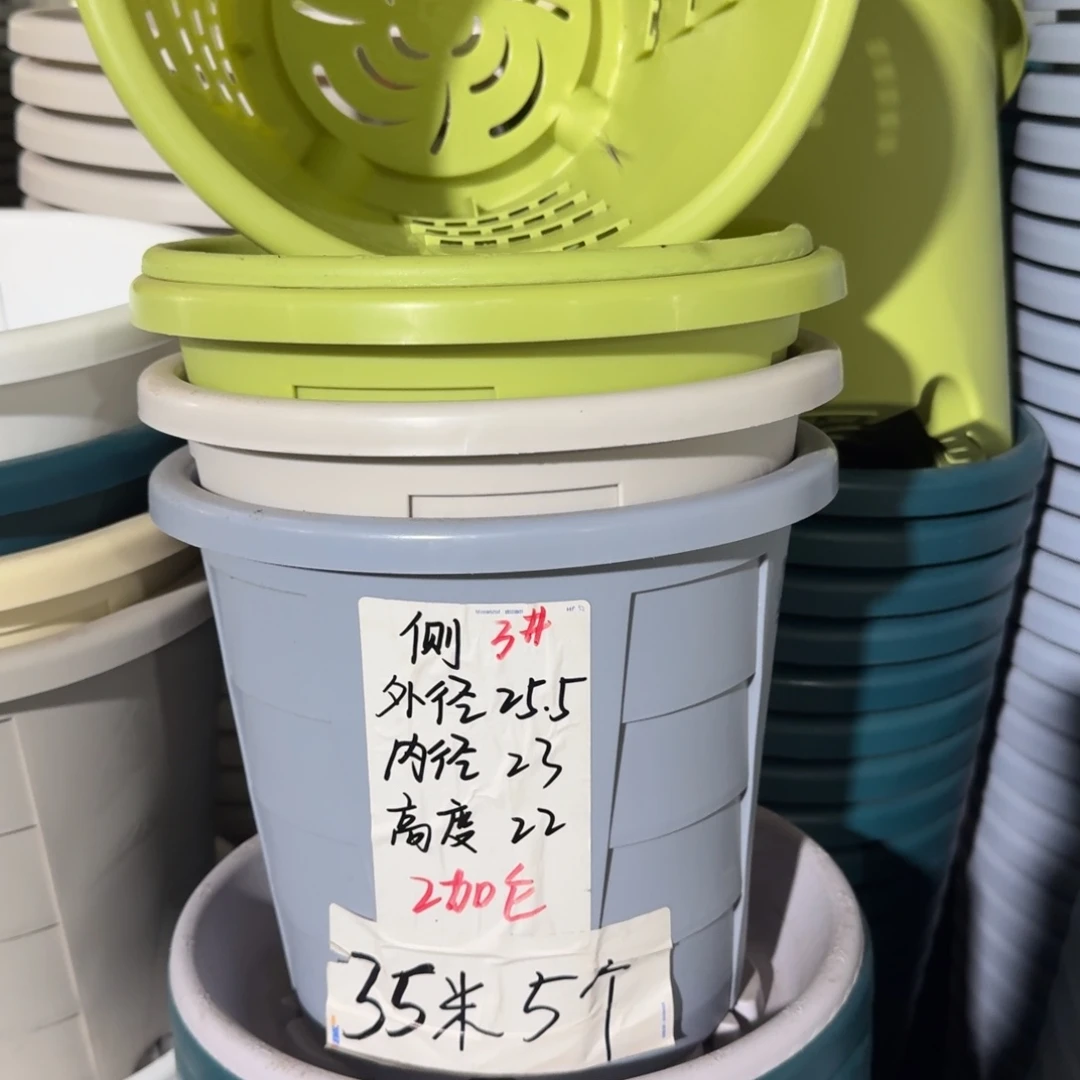 侧 3#
外径 25.5
内径 23
高度 22
2加仑
35米 5个